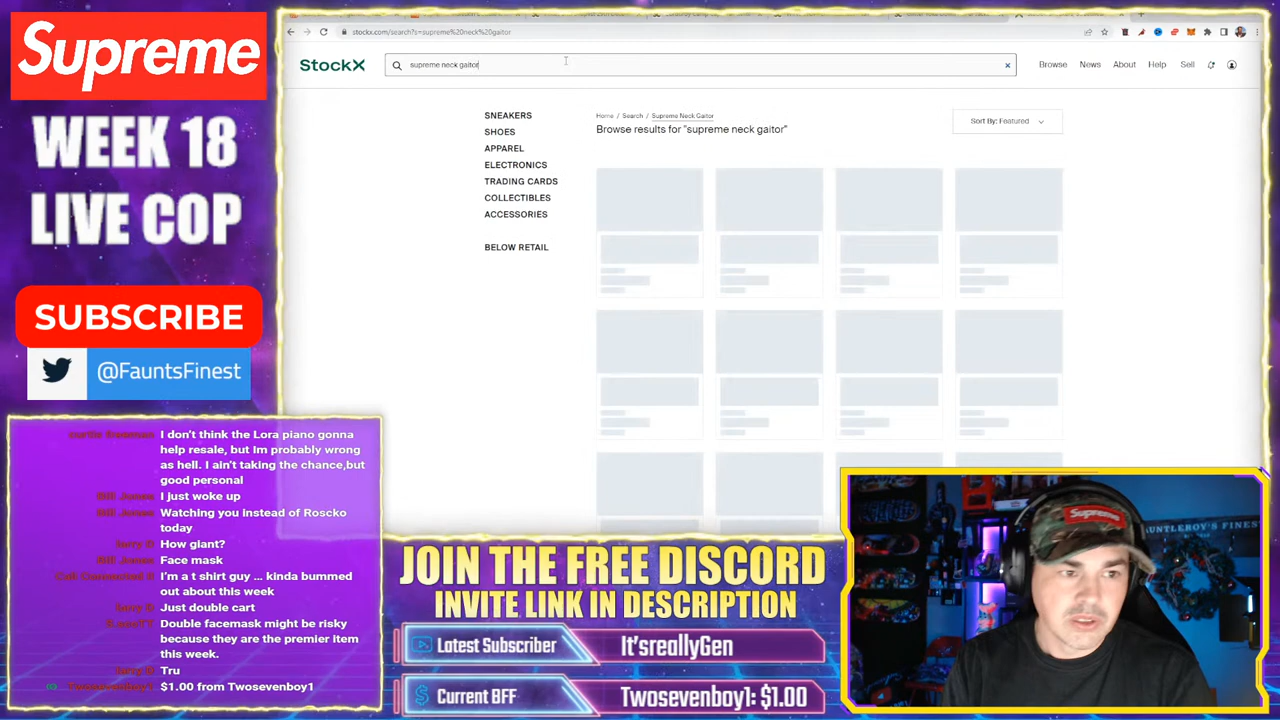 Supreme
WEEK 18
LIVE COP
SUBSCRIBE
@FauntsFinest
I don't think the Lora piano gonna
help resale, but Im probably wrong
as hell. I ain't taking the chance,but
good personal
I just woke up
Watching you instead of Roscko
today
How giant?
Face mask
I'm a t shirt guy ... kinda bummed
out about this week
Just double cart
Double facemask might be risky
because they are the premier item
this week.
Tru
Twosevenboy1 $1.00 from Twosevenboy1
stockx.com/search?s=supreme%20neck%20gaitor
StockX
supreme neck gaitor
Browse News About Help Sell
SNEAKERS
SHOES
APPAREL
ELECTRONICS
TRADING CARDS
COLLECTIBLES
ACCESSORIES
BELOW RETAIL
Home / Search / Supreme Neck Gaitor
Browse results for "supreme neck gaitor"
Sort By: Featured
JOIN THE FREE DISCORD
INVITE LINK IN DESCRIPTION
Latest Subscriber It'sreallyGen
Current BFF Twosevenboy1: $1.00
Supreme
AUNTLEROY'S FINEST